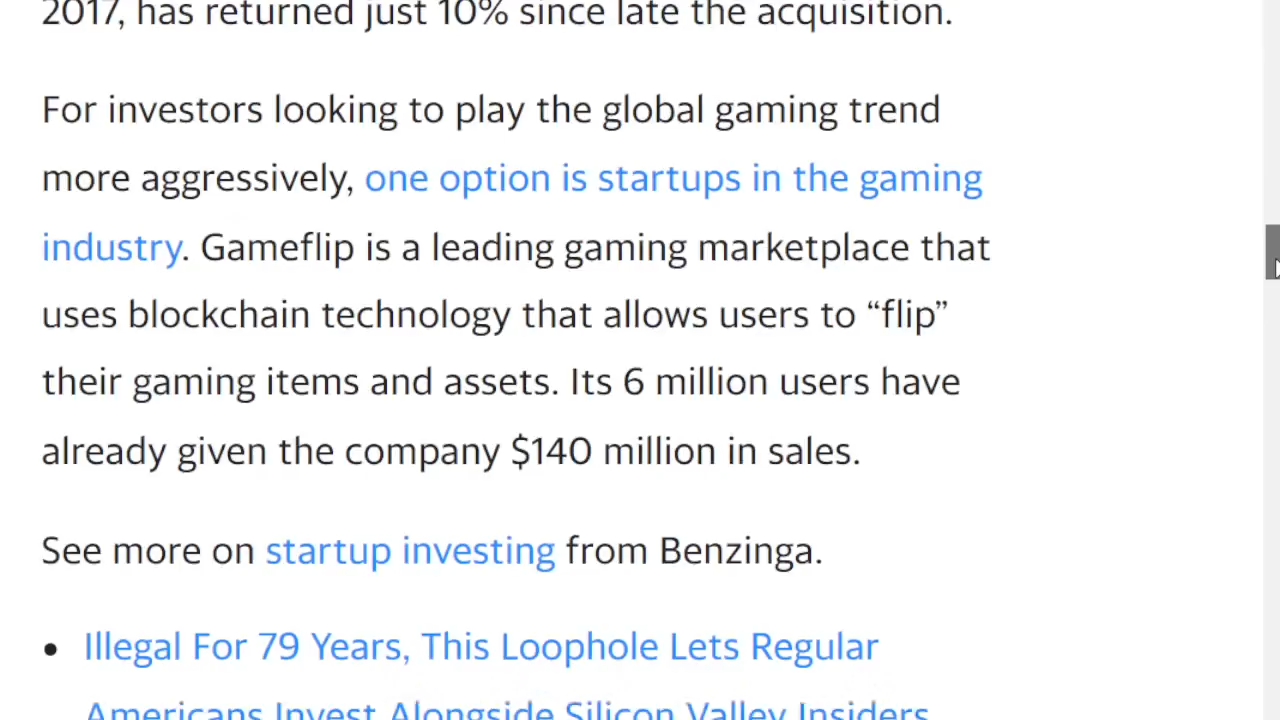 2017, has returned just 10% since late the acquisition.
For investors looking to play the global gaming trend
more aggressively, one option is startups in the gaming
industry. Gameflip is a leading gaming marketplace that
uses blockchain technology that allows users to “flip”
their gaming items and assets. Its 6 million users have
already given the company $140 million in sales.
See more on startup investing from Benzinga.
• Illegal For 79 Years, This Loophole Lets Regular
Americans Invest Alongside Silicon Valley Insiders